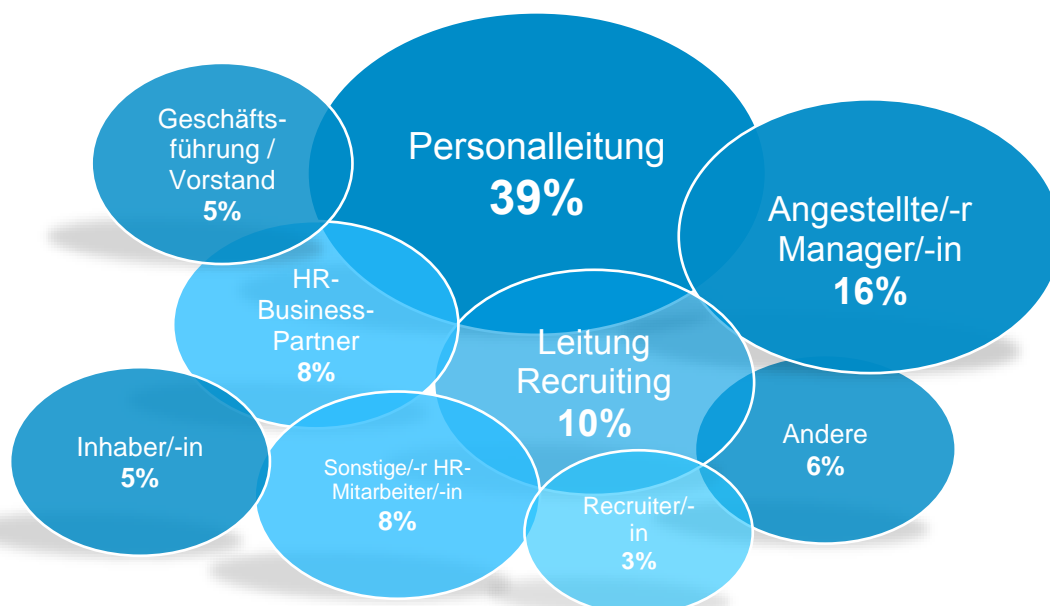 Geschäfts-
führung /
Vorstand
5%
Personalleitung
39%
Angestellte/-r
Manager/-in
16%
HR-
Business-
Partner
8%
Leitung
Recruiting
10%
Inhaber/-in
5%
Sonstige/-r HR-
Mitarbeiter/-in
8%
Recruiter/-
in
3%
Andere
6%